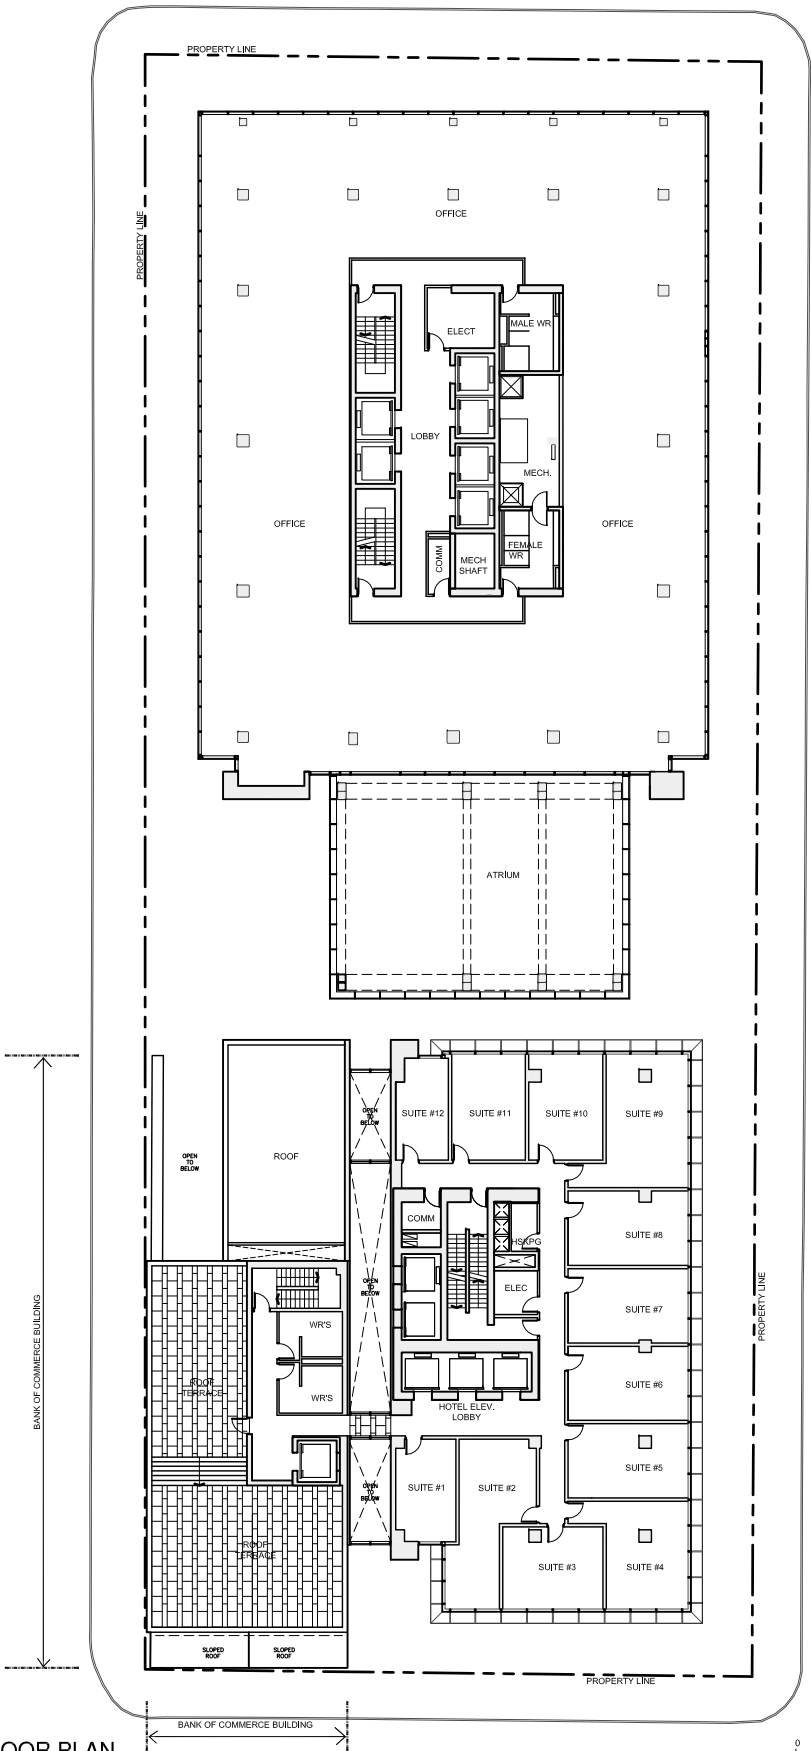 PROPERTY LINE
PROPERTY LINE
OFFICE
ELECT
MALE WR
LOBBY
MECH.
OFFICE
OFFICE
COMM
MECH
SHAFT
FEMALE
WR
ATRIUM
OPEN
TO
BELOW
ROOF
OPEN
TO
BELOW
SUITE #12
SUITE #11
SUITE #10
SUITE #9
COMM
HSKPG
SUITE #8
OPEN
TO
BELOW
ELEC
SUITE #7
PROPERTY LINE
BANK OF COMMERCE BUILDING
WR'S
WR'S
ROOF
TERRACE
SUITE #6
HOTEL ELEV.
LOBBY
SUITE #5
OPEN
TO
BELOW
SUITE #1
SUITE #2
ROOF
TERRACE
SUITE #3
SUITE #4
SLOPED
ROOF
SLOPED
ROOF
PROPERTY LINE
BANK OF COMMERCE BUILDING
OOR PLAN
0